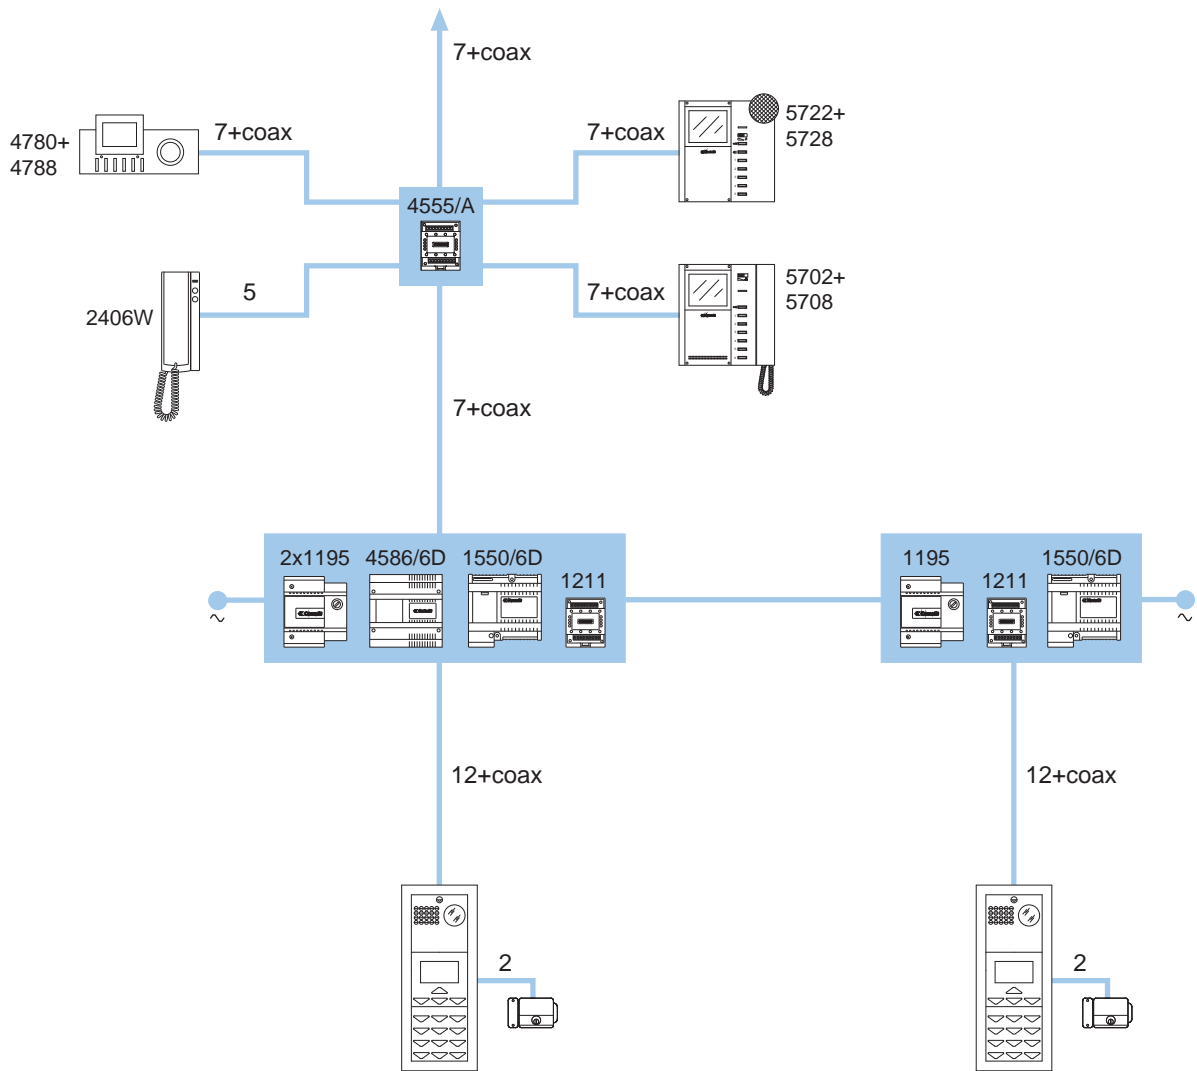 7+coax
4780+
4788
7+coax
7+coax
5722+
5728
4555/A
2406W
5
7+coax
5702+
5708
7+coax
2x1195
4586/6D
1550/6D
1211
1195
1211
1550/6D
~
~
12+coax
12+coax
2
2